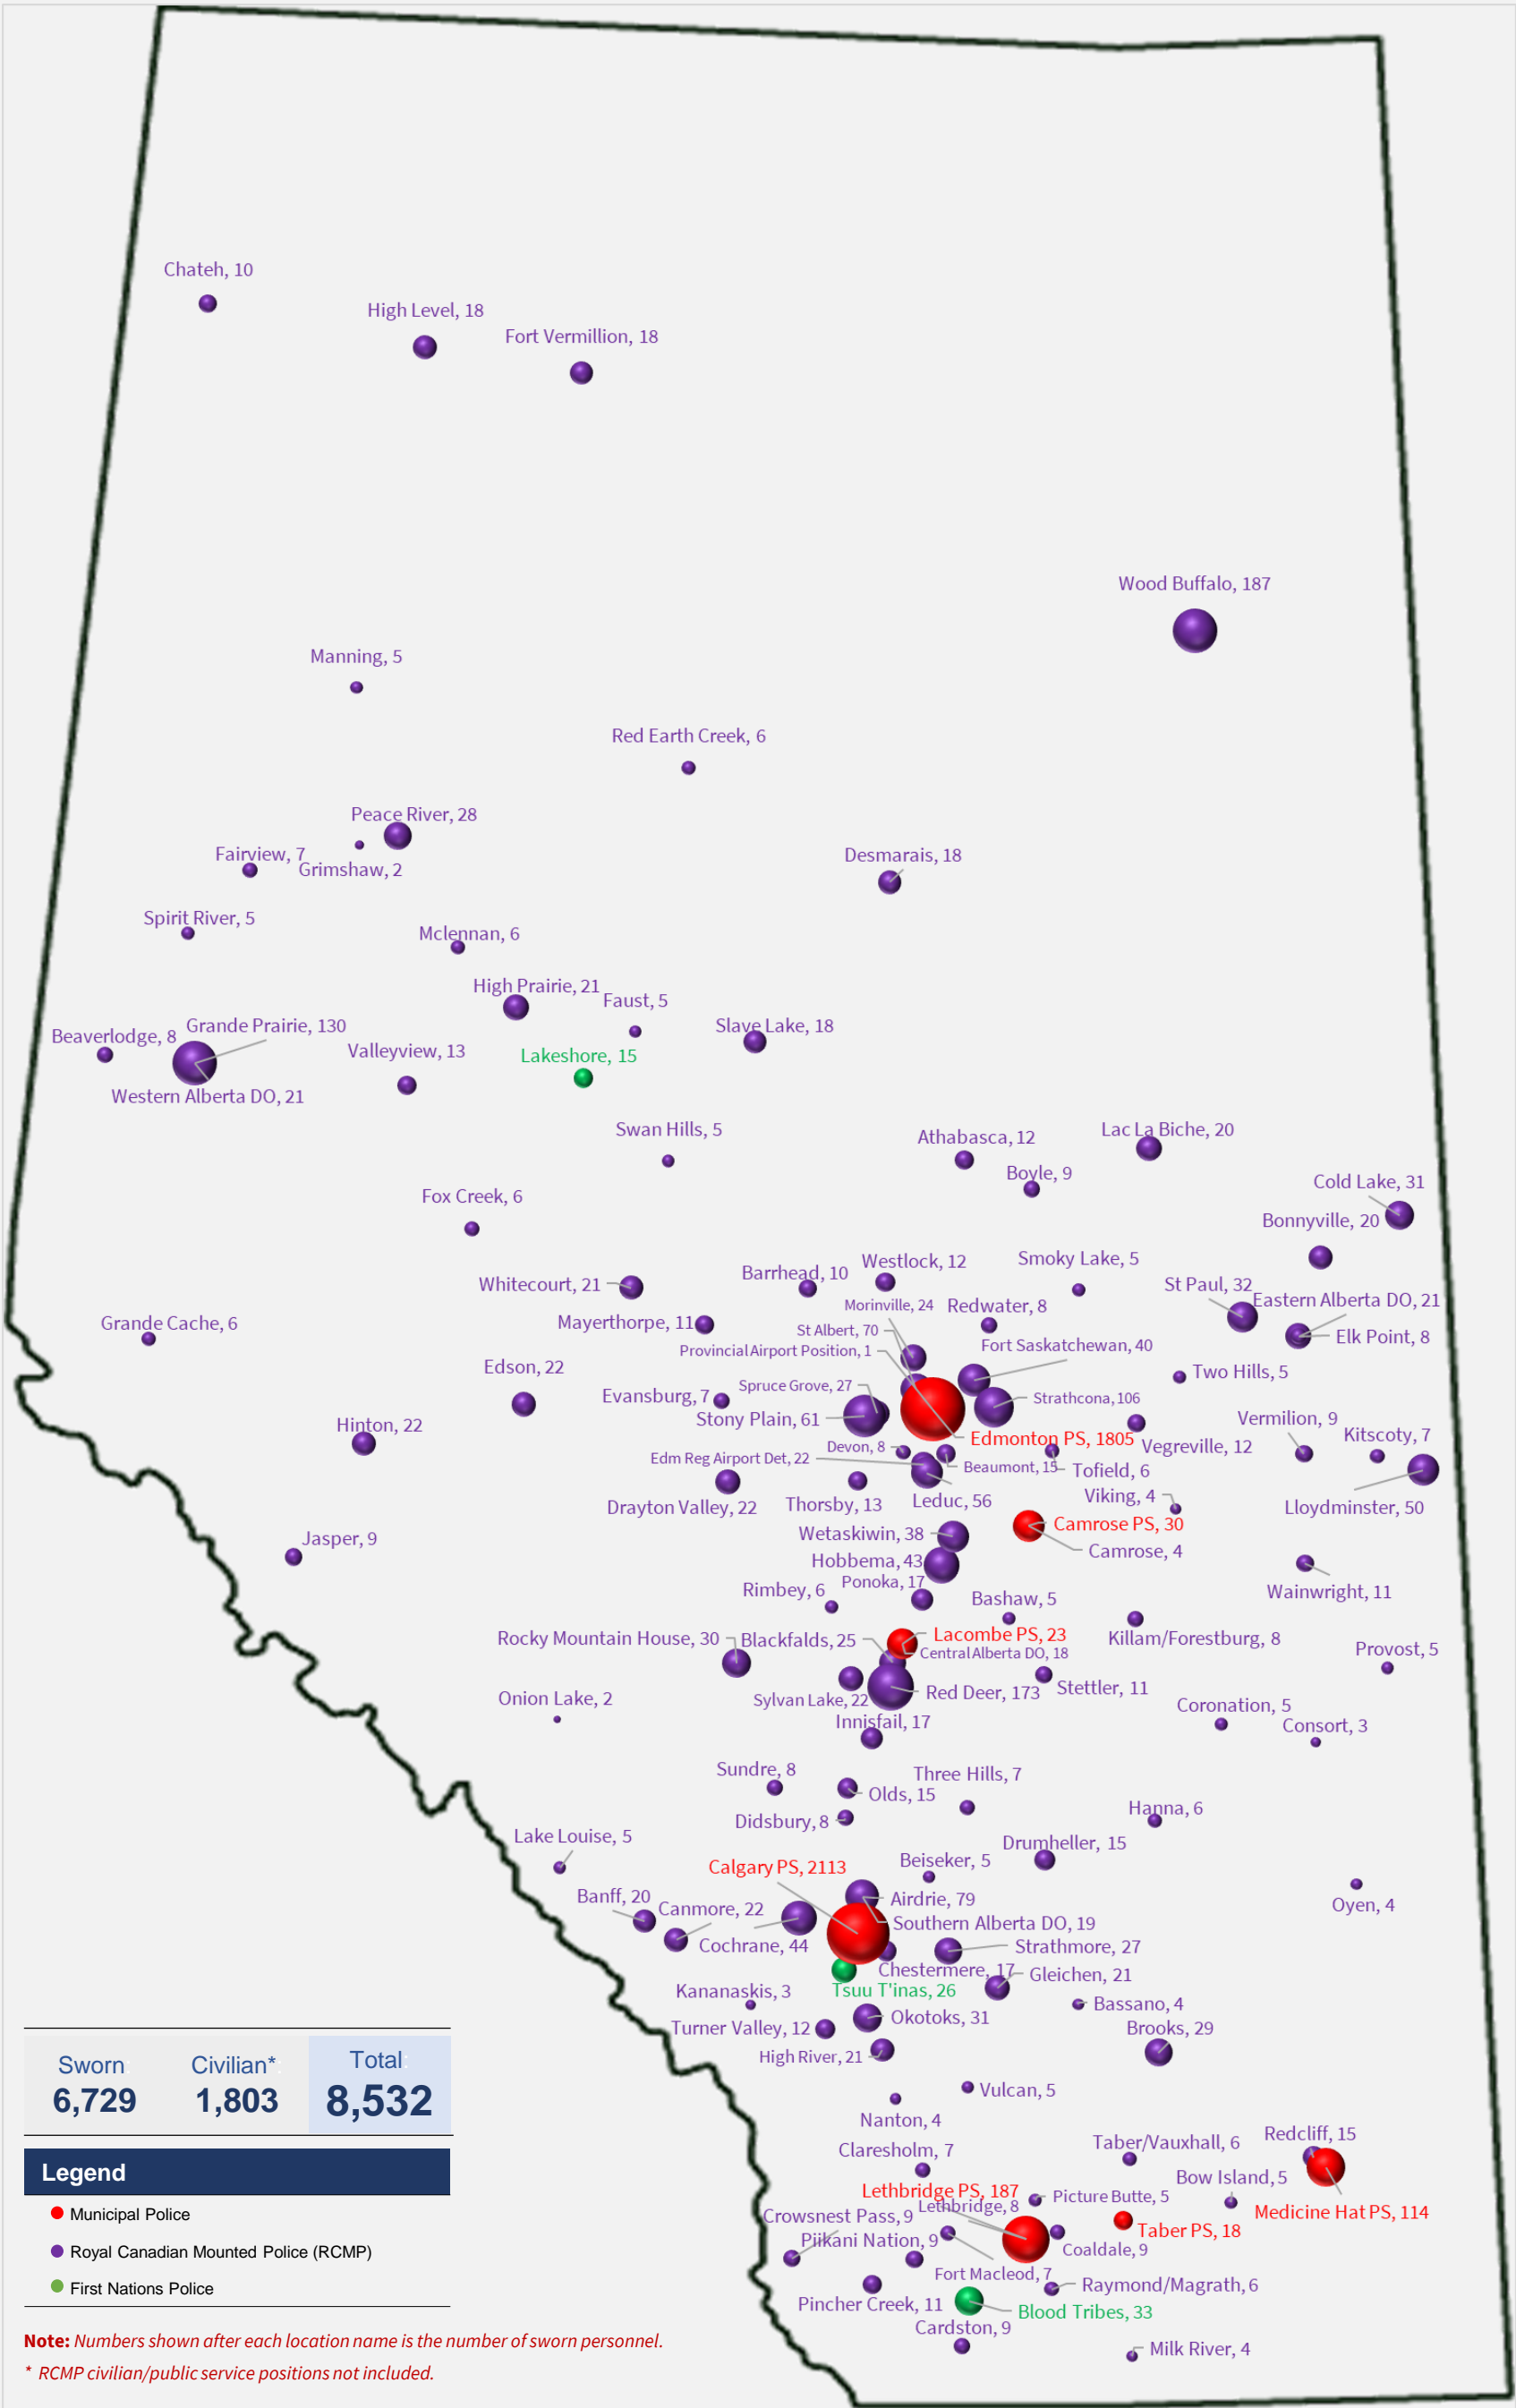 Chateh, 10
High Level, 18
Fort Vermillion, 18
Wood Buffalo, 187
Manning, 5
Red Earth Creek, 6
Peace River, 28
Fairview, 7
Grimshaw, 2
Desmarais, 18
Spirit River, 5
Mclennan, 6
High Prairie, 21
Faust, 5
Beaverlodge, 8
Grande Prairie, 130
Slave Lake, 18
Valleyview, 13
Lakeshore, 15
Western Alberta DO, 21
Swan Hills, 5
Athabasca, 12
Lac La Biche, 20
Boyle, 9
Cold Lake, 31
Fox Creek, 6
Bonnyville, 20
Westlock, 12
Smoky Lake, 5
Barrhead, 10
Whitecourt, 21
St Paul, 32
Eastern Alberta DO, 21
Morinville, 24
Redwater, 8
Grande Cache, 6
Mayerthorpe, 11
St Albert, 70
Elk Point, 8
Provincial Airport Position, 1
Fort Saskatchewan, 40
Edson, 22
Two Hills, 5
Spruce Grove, 27
Evansburg, 7
Strathcona, 106
Stony Plain, 61
Hinton, 22
Vermilion, 9
Kitscoty, 7
Edmonton PS, 1805
Vegreville, 12
Devon, 8
Edm Reg Airport Det, 22
Beaumont, 15
Tofield, 6
Drayton Valley, 22
Thorsby, 13
Leduc, 56
Viking, 4
Lloydminster, 50
Camrose PS, 30
Wetaskiwin, 38
Jasper, 9
Camrose, 4
Hobbema, 43
Ponoka, 17
Rimbey, 6
Bashaw, 5
Wainwright, 11
Rocky Mountain House, 30
Blackfalds, 25
Lacombe PS, 23
Killam/Forestburg, 8
Central Alberta DO, 18
Provost, 5
Red Deer, 173
Stettler, 11
Onion Lake, 2
Sylvan Lake, 22
Coronation, 5
Innisfail, 17
Consort, 3
Sundre, 8
Three Hills, 7
Olds, 15
Didsbury, 8
Hanna, 6
Lake Louise, 5
Drumheller, 15
Calgary PS, 2113
Beiseker, 5
Banff, 20
Airdrie, 79
Canmore, 22
Oyen, 4
Southern Alberta DO, 19
Cochrane, 44
Strathmore, 27
Chestermere, 17
Gleichen, 21
Kananaskis, 3
Tsuu T'inas, 26
Bassano, 4
Okotoks, 31
Turner Valley, 12
Brooks, 29
High River, 21
Vulcan, 5
Nanton, 4
Claresholm, 7
Taber/Vauxhall, 6
Redcliff, 15
Bow Island, 5
Lethbridge PS, 187
Picture Butte, 5
Lethbridge, 8
Medicine Hat PS, 114
Crowsnest Pass, 9
Taber PS, 18
Piikani Nation, 9
Coaldale, 9
Fort Macleod, 7
Raymond/Magrath, 6
Pincher Creek, 11
Blood Tribes, 33
Cardston, 9
Milk River, 4
Sworn: Civilian*: Total:
6,729 1,803 8,532
Legend
Municipal Police
Royal Canadian Mounted Police (RCMP)
First Nations Police
Note: Numbers shown after each location name is the number of sworn personnel.
* RCMP civilian/public service positions not included.